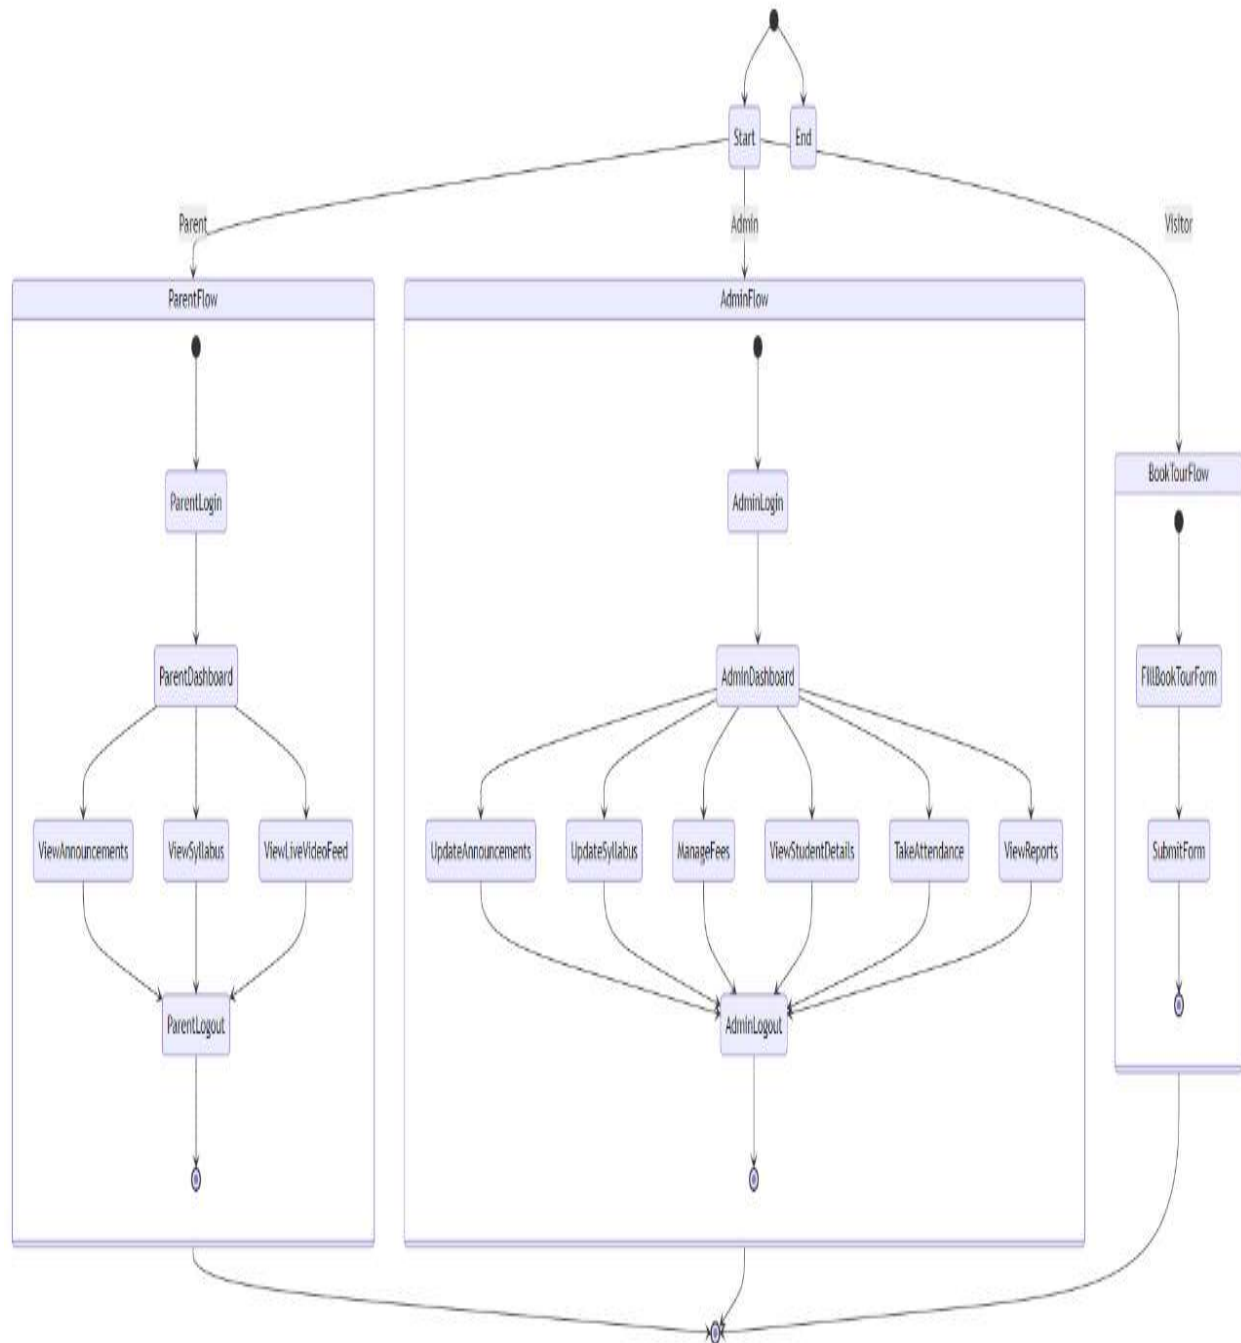 Start
End
Parent
Admin
Visitor
ParentFlow
AdminFlow
BookTourFlow
ParentLogin
AdminLogin
ParentDashboard
AdminDashboard
FillBookTourForm
ViewAnnouncements
ViewSyllabus
ViewLiveVideoFeed
UpdateAnnouncements
UpdateSyllabus
ManageFees
ViewStudentDetails
TakeAttendance
ViewReports
SubmitForm
ParentLogout
AdminLogout